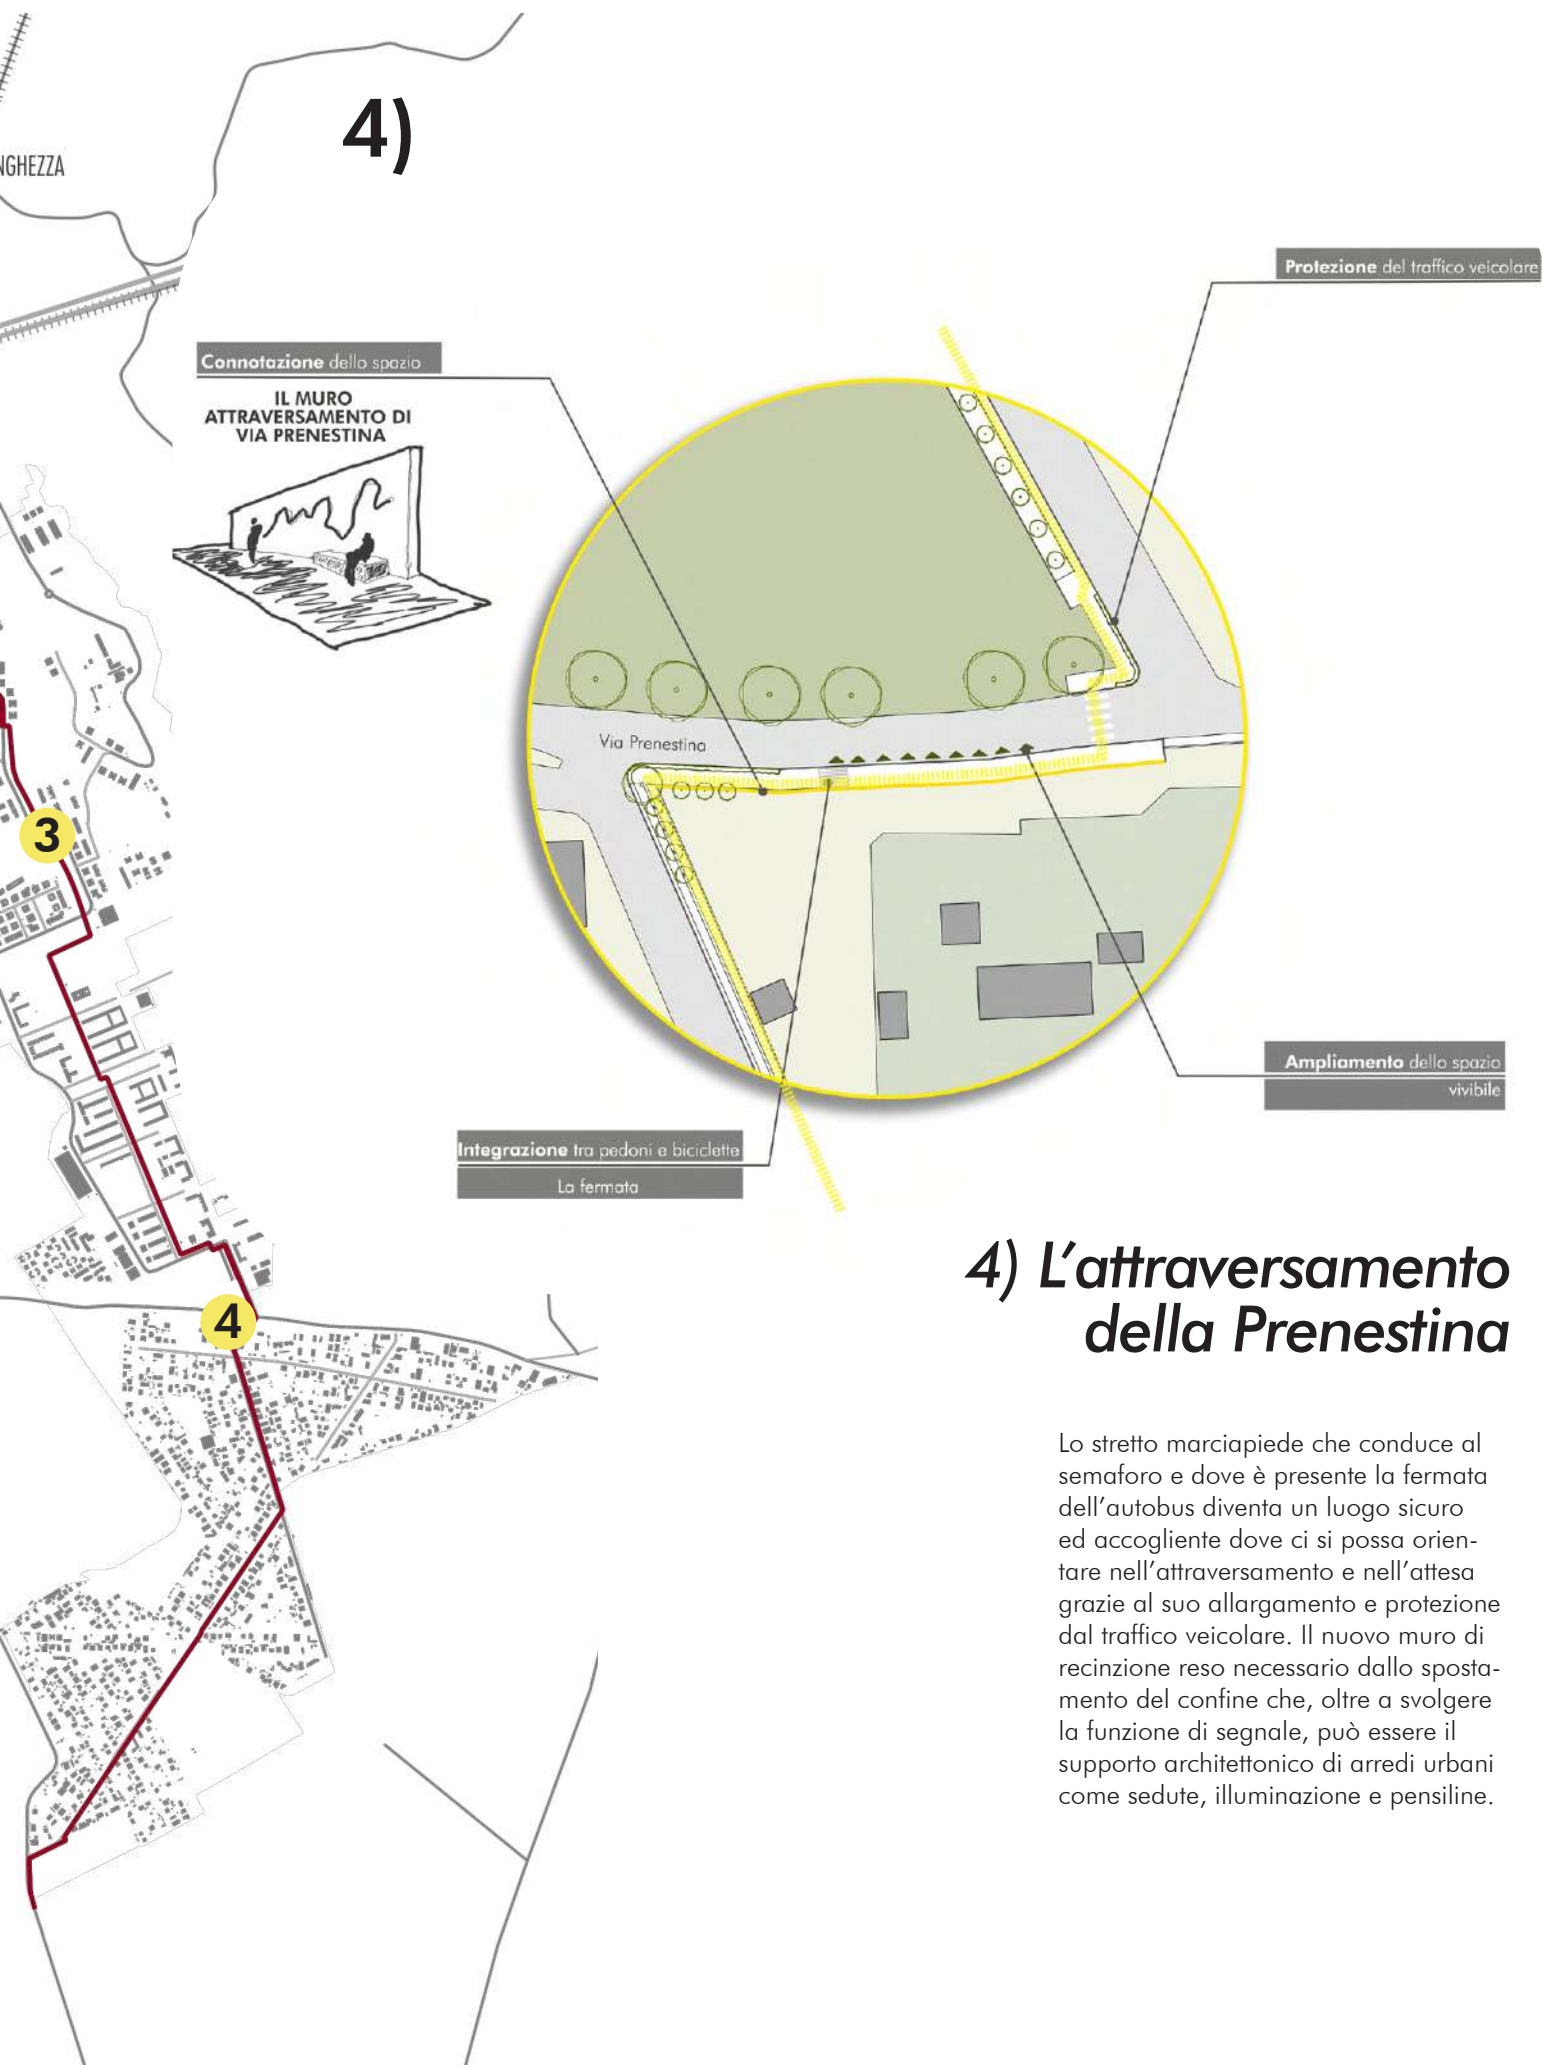 4)
NGHEZZA
Protezione del traffico veicolare
Connotazione dello spazio
IL MURO
ATTRAVERSAMENTO DI
VIA PRENESTINA
Via Prenestina
3
Ampliamento dello spazio
vivibile
Integrazione tra pedoni e biciclette
La fermata
4
4) L'attraversamento
della Prenestina
Lo stretto marciapiede che conduce al
semaforo e dove è presente la fermata
dell'autobus diventa un luogo sicuro
ed accogliente dove ci si possa orien-
tare nell'attraversamento e nell'attesa
grazie al suo allargamento e protezione
dal traffico veicolare. Il nuovo muro di
recinzione reso necessario dallo sposta-
mento del confine che, oltre a svolgere
la funzione di segnale, può essere il
supporto architettonico di arredi urbani
come sedute, illuminazione e pensiline.